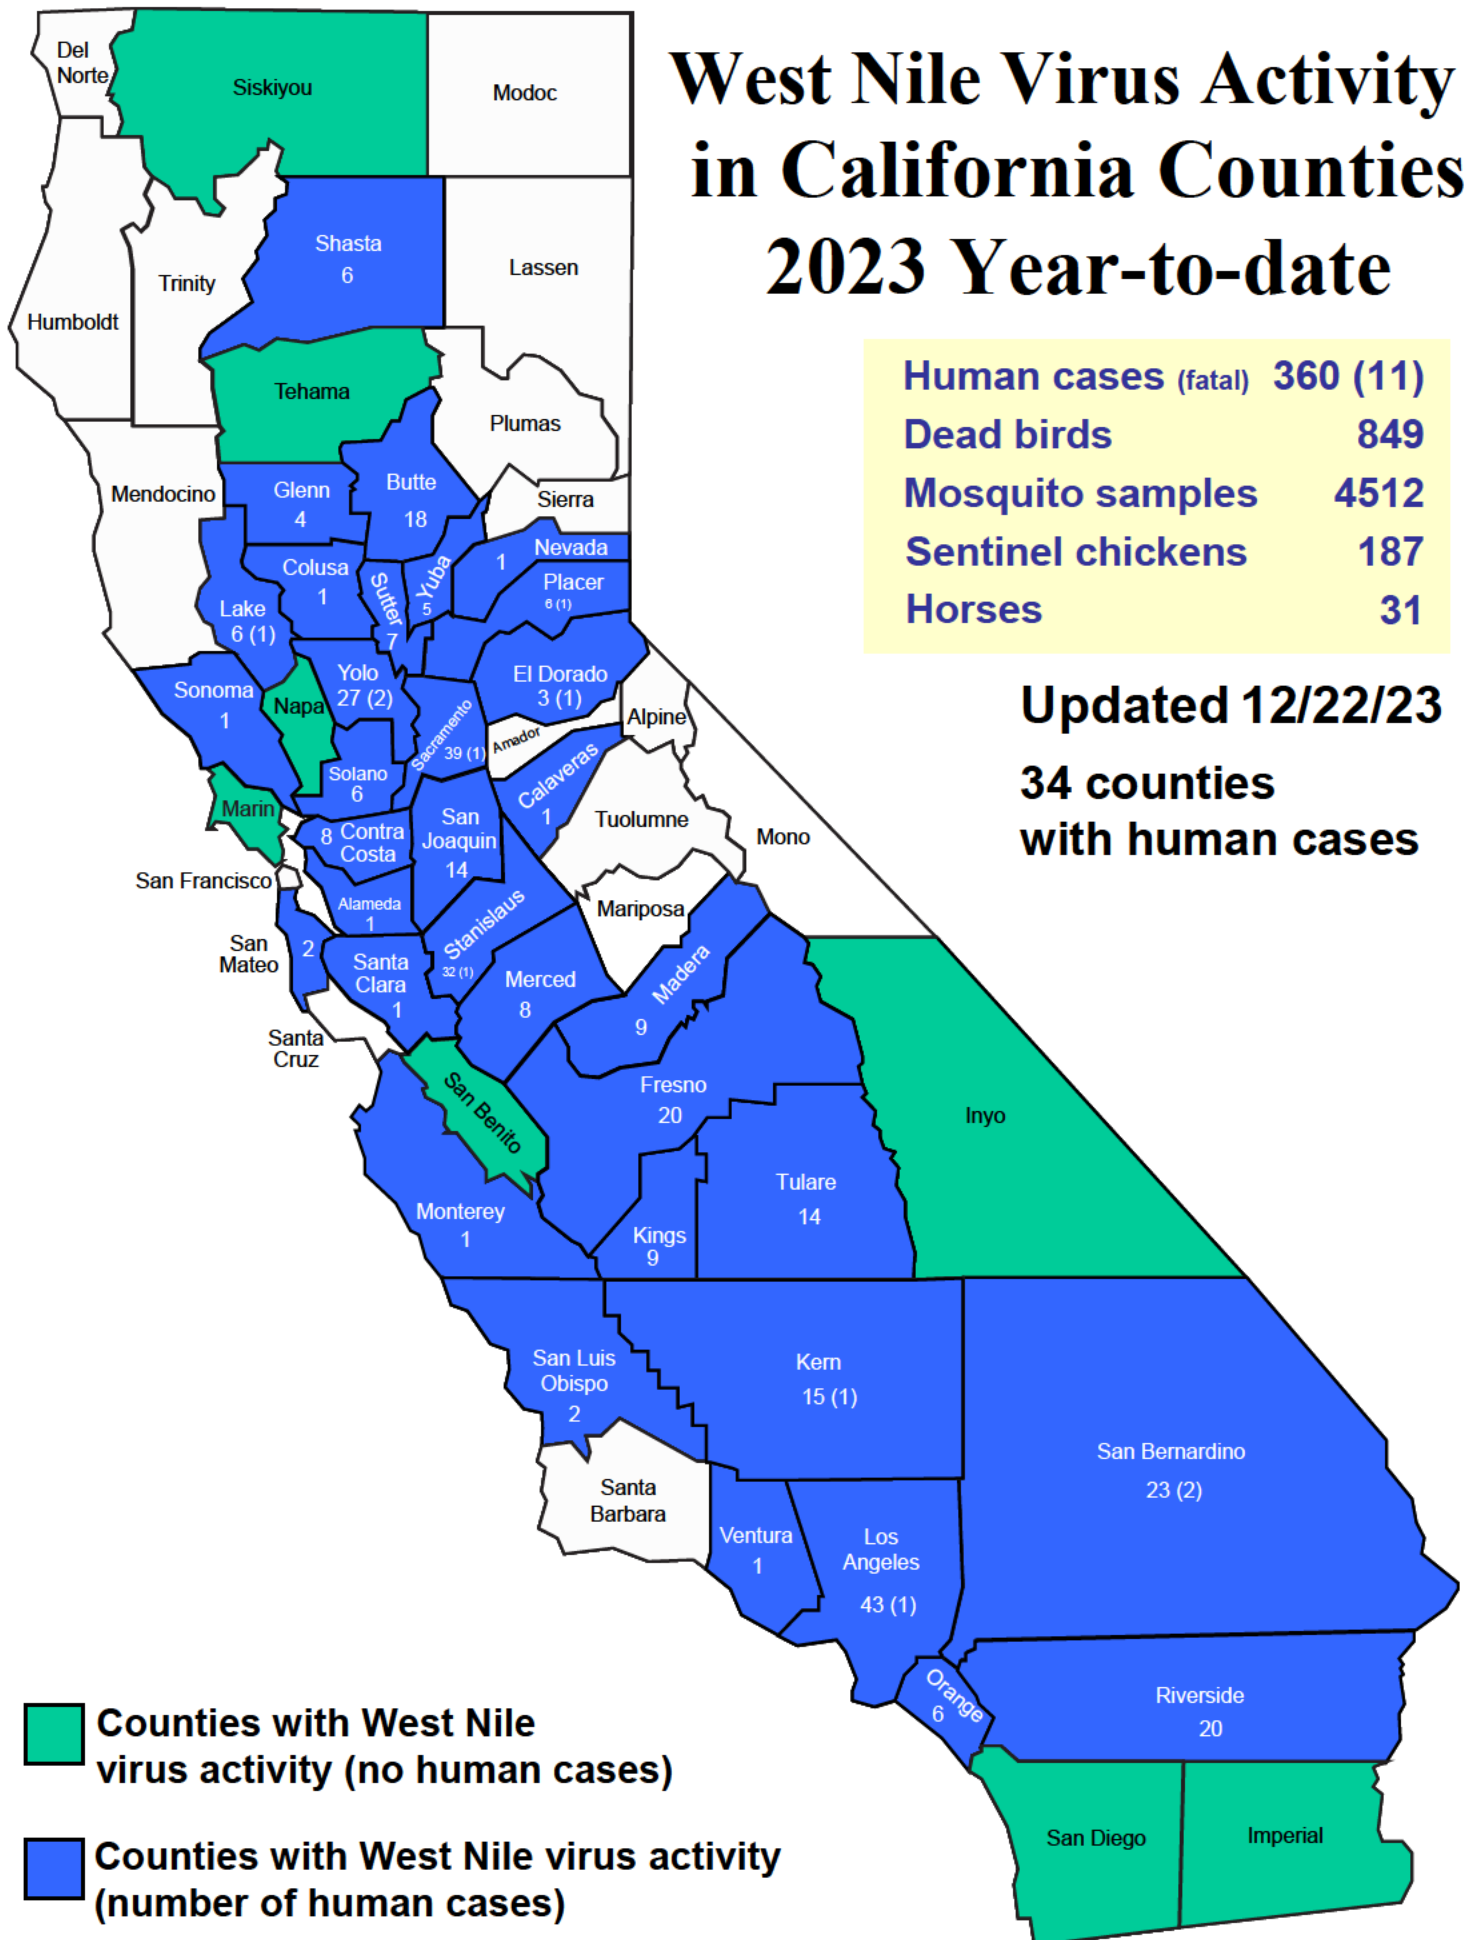 West Nile Virus Activity
in California Counties
2023 Year-to-date
Human cases (fatal) 360 (11)
Dead birds 849
Mosquito samples 4512
Sentinel chickens 187
Horses 31
Updated 12/22/23
34 counties
with human cases
Del
Norte
Siskiyou
Modoc
Shasta
6
Lassen
Trinity
Humboldt
Tehama
Plumas
Mendocino
Glenn
4
Butte
18
Sierra
Colusa
1
Sutter
7
Yuba
5
1 Nevada
Placer
6 (1)
Lake
6 (1)
Sonoma
1
Napa
Yolo
27 (2)
El Dorado
3 (1)
Sacramento
39 (1)
Amador
Alpine
Solano
6
Calaveras
1
Marin
8 Contra
Costa
San
Joaquin
14
Tuolumne
Mono
San Francisco
Alameda
1
Stanislaus
32 (1)
Mariposa
San
Mateo
2
Santa
Clara
1
Merced
8
Madera
9
Santa
Cruz
San Benito
Fresno
20
Inyo
Monterey
1
Kings
9
Tulare
14
San Luis
Obispo
2
Kern
15 (1)
San Bernardino
23 (2)
Santa
Barbara
Ventura
1
Los
Angeles
43 (1)
Orange
6
Riverside
20
San Diego
Imperial
Counties with West Nile
virus activity (no human cases)
Counties with West Nile virus activity
(number of human cases)